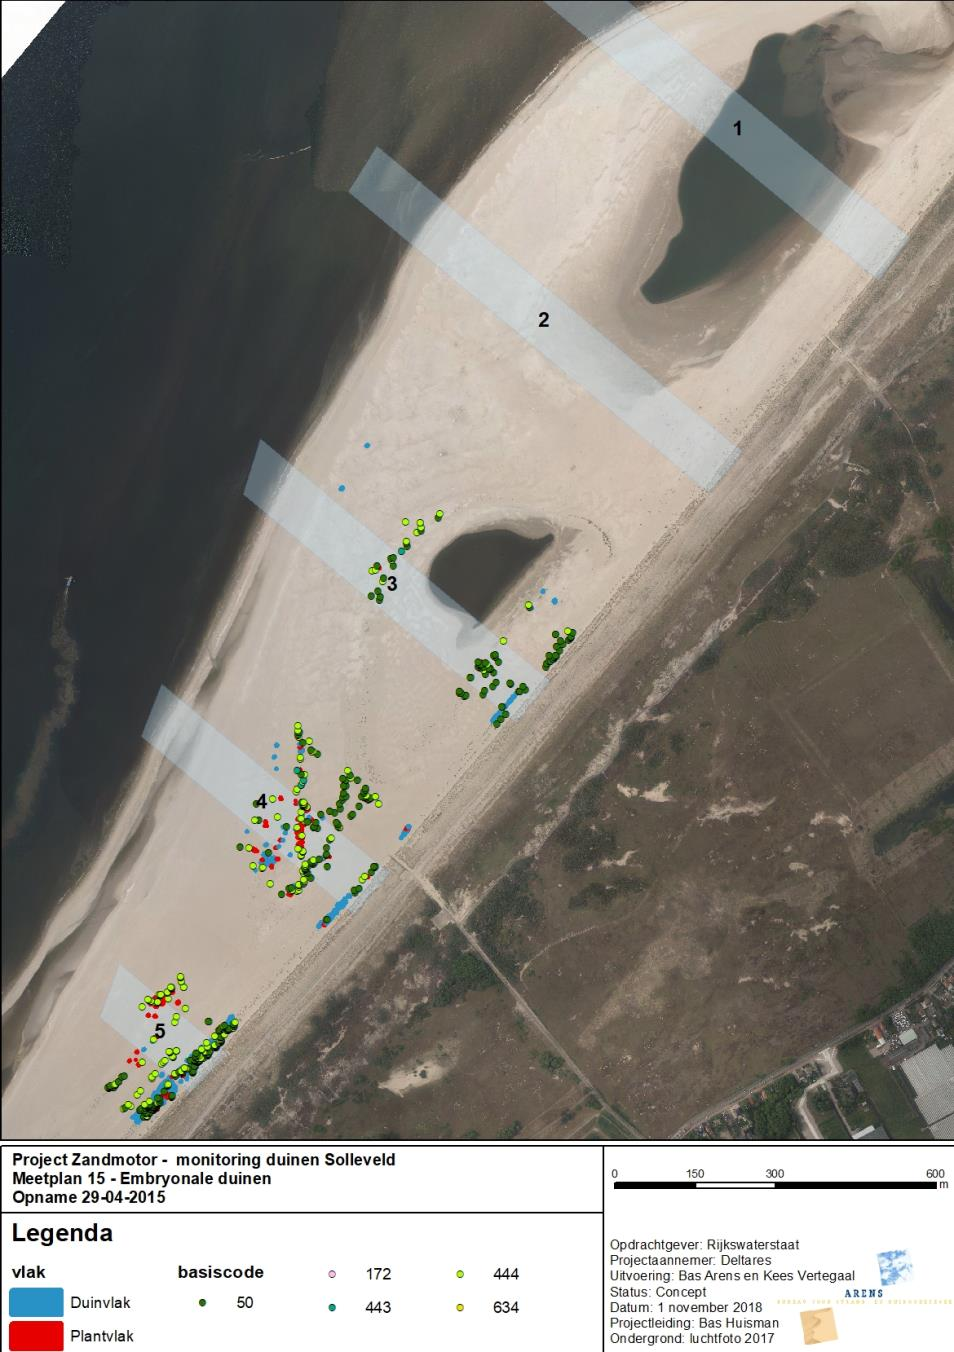 1
2
3
4
5
Project Zandmotor - monitoring duinen Solleveld
Meetplan 15 - Embryonale duinen
Opname 29-04-2015
Legenda
vlak
Duinvlak
Plantvlak
basiscode
50
172
443
444
634
0 150 300 600
m
Opdrachtgever: Rijkswaterstaat
Projectaannemer: Deltares
Uitvoering: Bas Arens en Kees Vertegaal
Status: Concept
Datum: 1 november 2018
Projectleiding: Bas Huisman
Ondergrond: luchtfoto 2017
ARENS